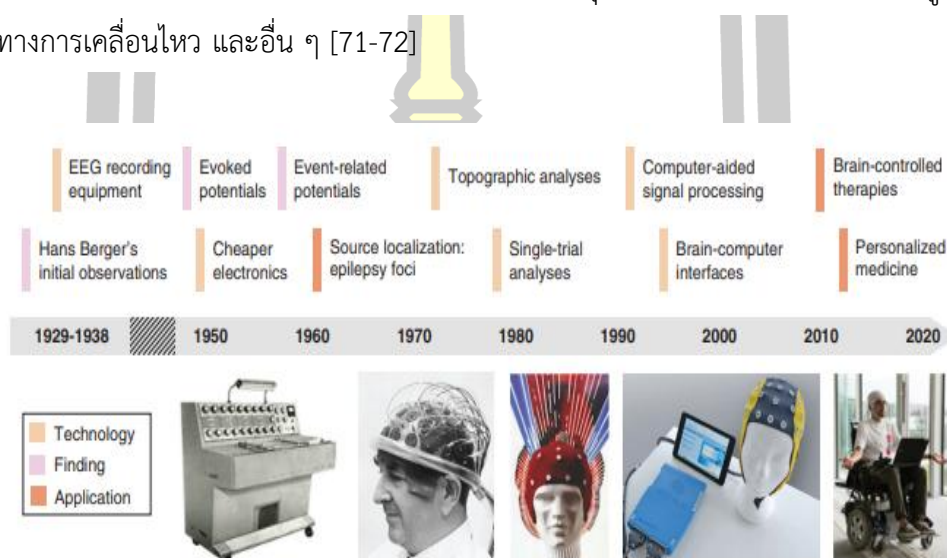 ทางการเคลื่อนไหว และอื่น ๆ [71-72]
EEG recording
equipment
Evoked
potentials
Event-related
potentials
Topographic analyses
Computer-aided
signal processing
Brain-controlled
therapies
Hans Berger's
initial observations
Cheaper
electronics
Source localization:
epilepsy foci
Single-trial
analyses
Brain-computer
interfaces
Personalized
medicine
1929-1938 1950 1960 1970 1980 1990 2000 2010 2020
Technology
Finding
Application